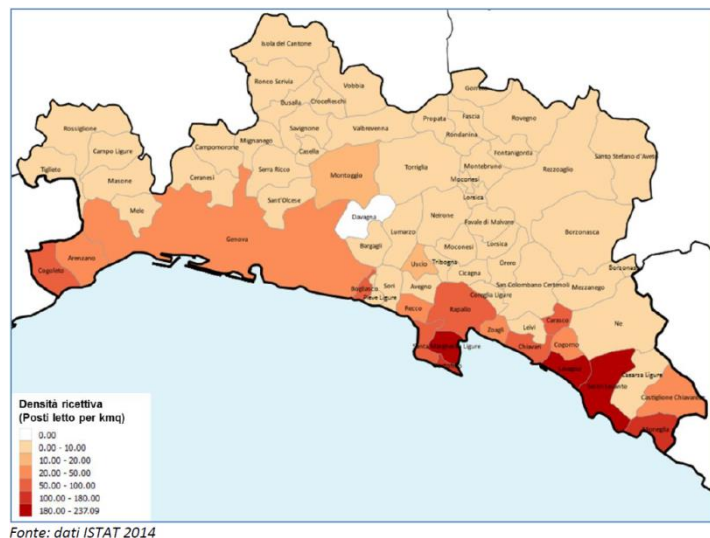 Isola del Cantone
Ronco Scrivia
Vobbia
Busalla
Crocefieschi
Gorreto
Rossiglione
Savignone
Valbrevenna
Propata
Fascia
Rovegno
Rondanina
Campo Ligure
Campomorone
Mignanego
Casella
Fontanigorda
Santo Stefano d'Aveto
Tiglieto
Masone
Ceranesi
Serra Riccò
Montoggio
Torriglia
Montebruno
Rezzoaglio
Moconesi
Lorsica
Mele
Sant'Olcese
Davagna
Neirone
Favale di Malvaro
Borzonasca
Genova
Lumarzo
Bargagli
Moconesi
Lorsica
Arenzano
Uscio
Tribogna
Orero
Borzonasca
Cogoleto
Cicagna
Bogliasco
Sori
Avegno
San Colombano Certenoli
Mezzanego
Pieve Ligure
Coreglia Ligure
Recco
Rapallo
Zoagli
Leivi
Carasco
Ne
Chiavari
Cogorno
Lavagna
Casarza Ligure
Castiglione Chiavarese
Moneglia
Densità ricettiva
(Posti letto per kmq)
0.00
0.00 - 10.00
10.00 - 20.00
20.00 - 50.00
50.00 - 100.00
100.00 - 180.00
180.00 - 237.09
Fonte: dati ISTAT 2014